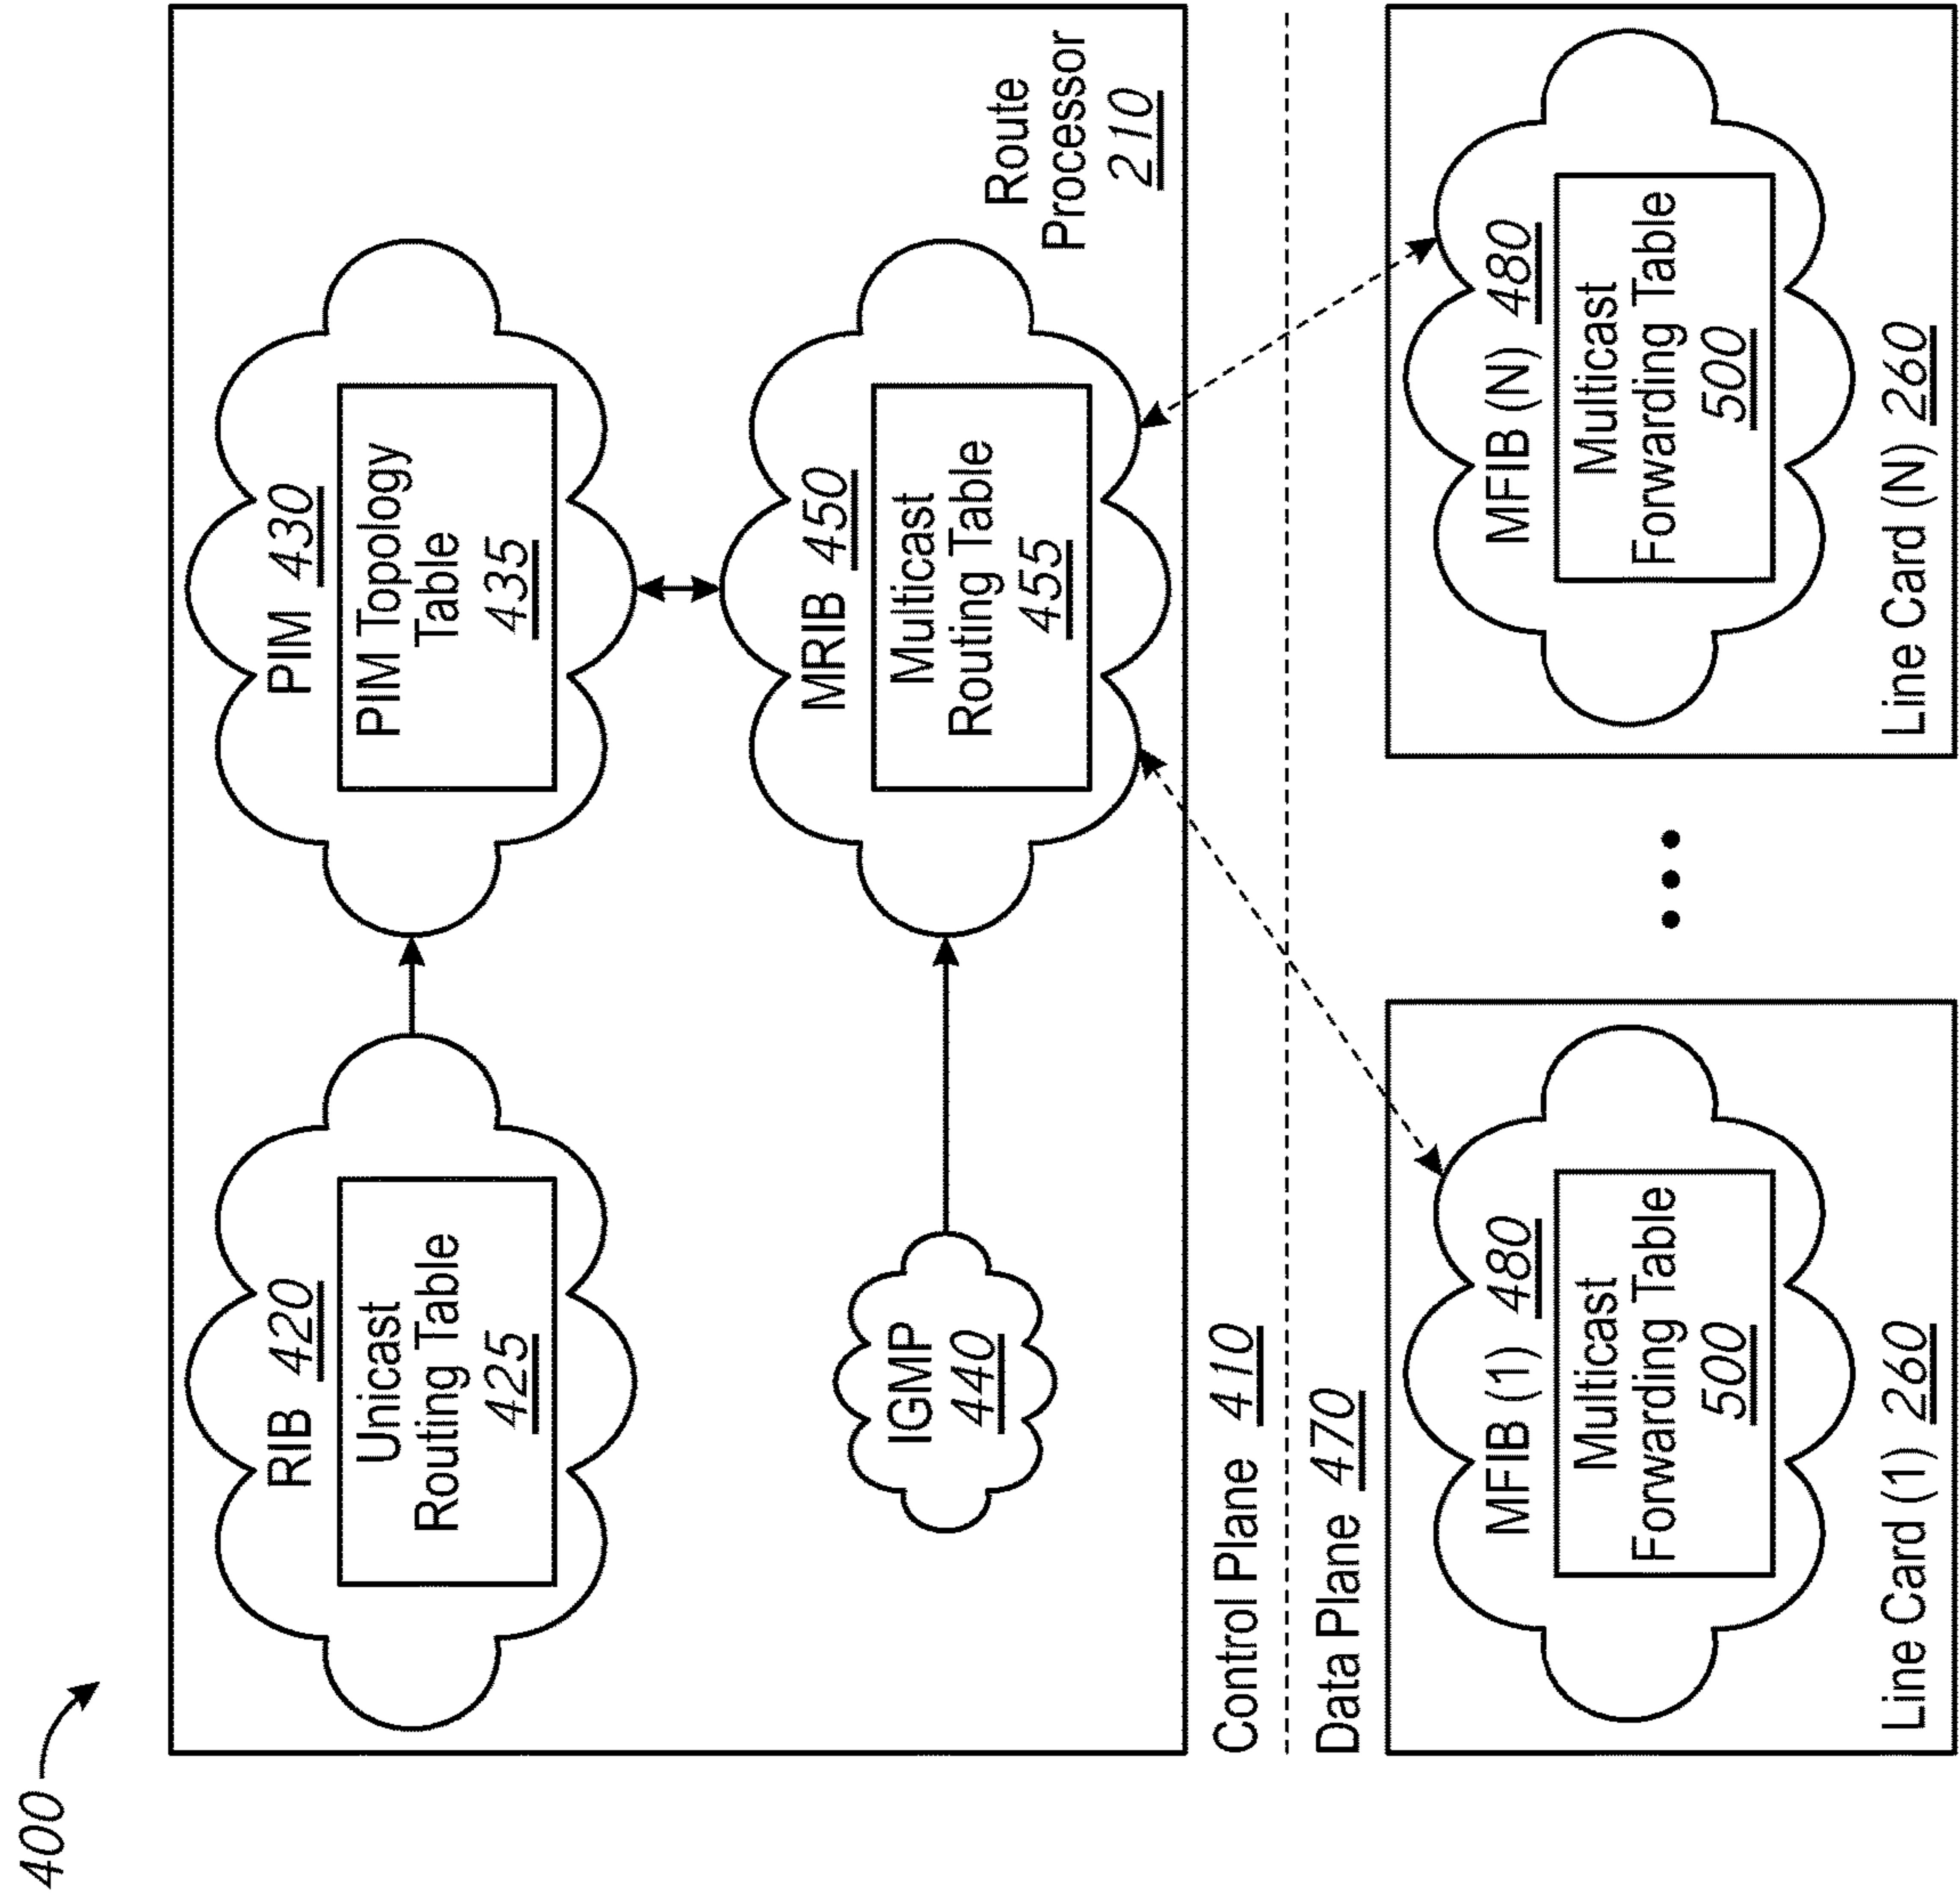 400
RIB 420
Unicast
Routing Table
425
PIM 430
PIM Topology
Table
435
IGMP
440
MRIB 450
Multicast
Routing Table
455
Route
Processor
210
Control Plane 410
Data Plane 470
MFIB (1) 480
Multicast
Forwarding Table
500
Line Card (1) 260
MFIB (N) 480
Multicast
Forwarding Table
500
Line Card (N) 260